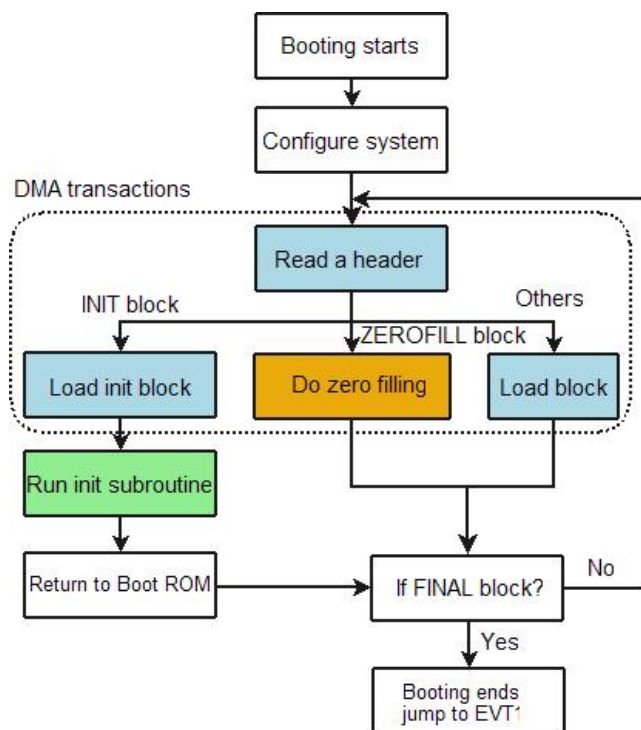 Booting starts
Configure system
DMA transactions
Read a header
INIT block
Others
ZEROFILL block
Load init block
Do zero filling
Load block
Run init subroutine
Return to Boot ROM
If FINAL block?
No
Yes
Booting ends
jump to EVT1